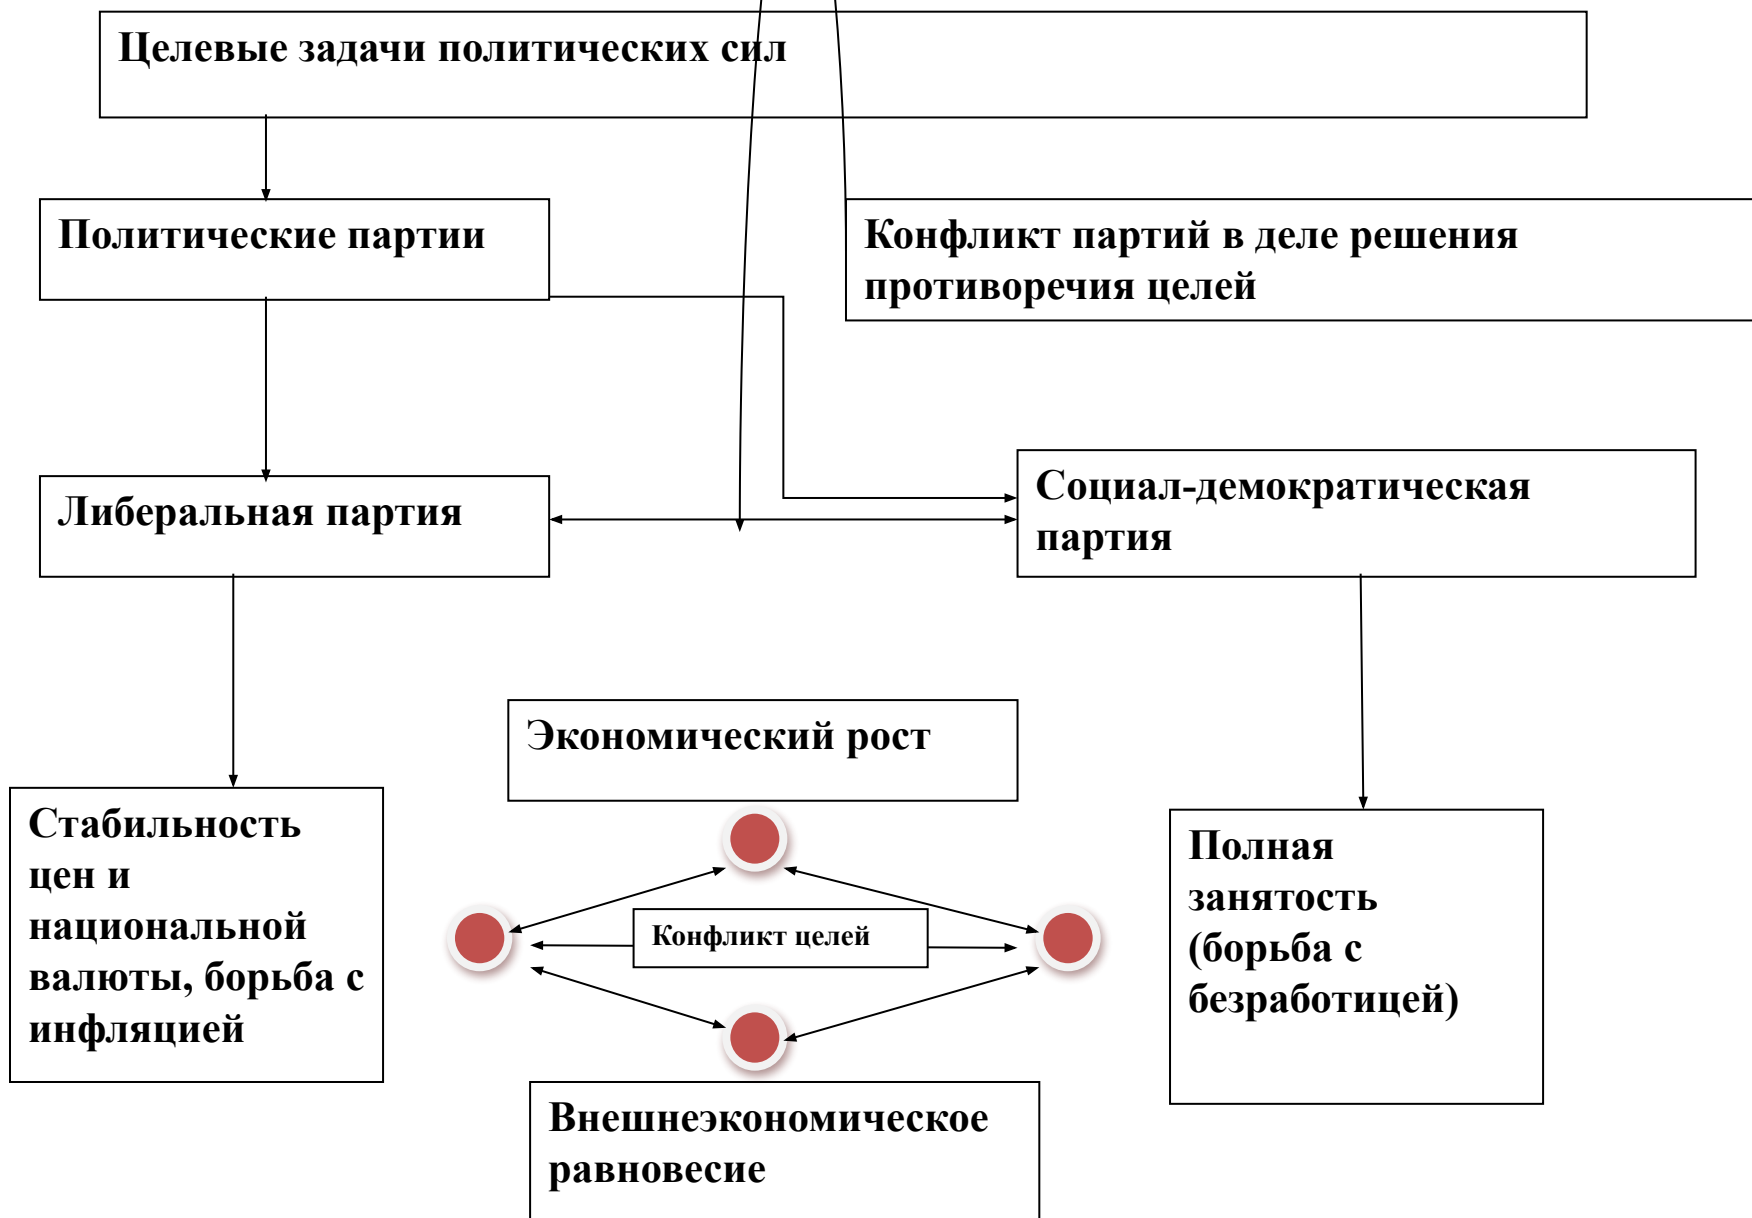 Целевые задачи политических сил
Политические партии
Конфликт партий в деле решения
противоречия целей
Либеральная партия
Социал-демократическая
партия
Экономический рост
Стабильность
цен и
национальной
валюты, борьба с
инфляцией
Конфликт целей
Полная
занятость
(борьба с
безработицей)
Внешнеэкономическое
равновесие